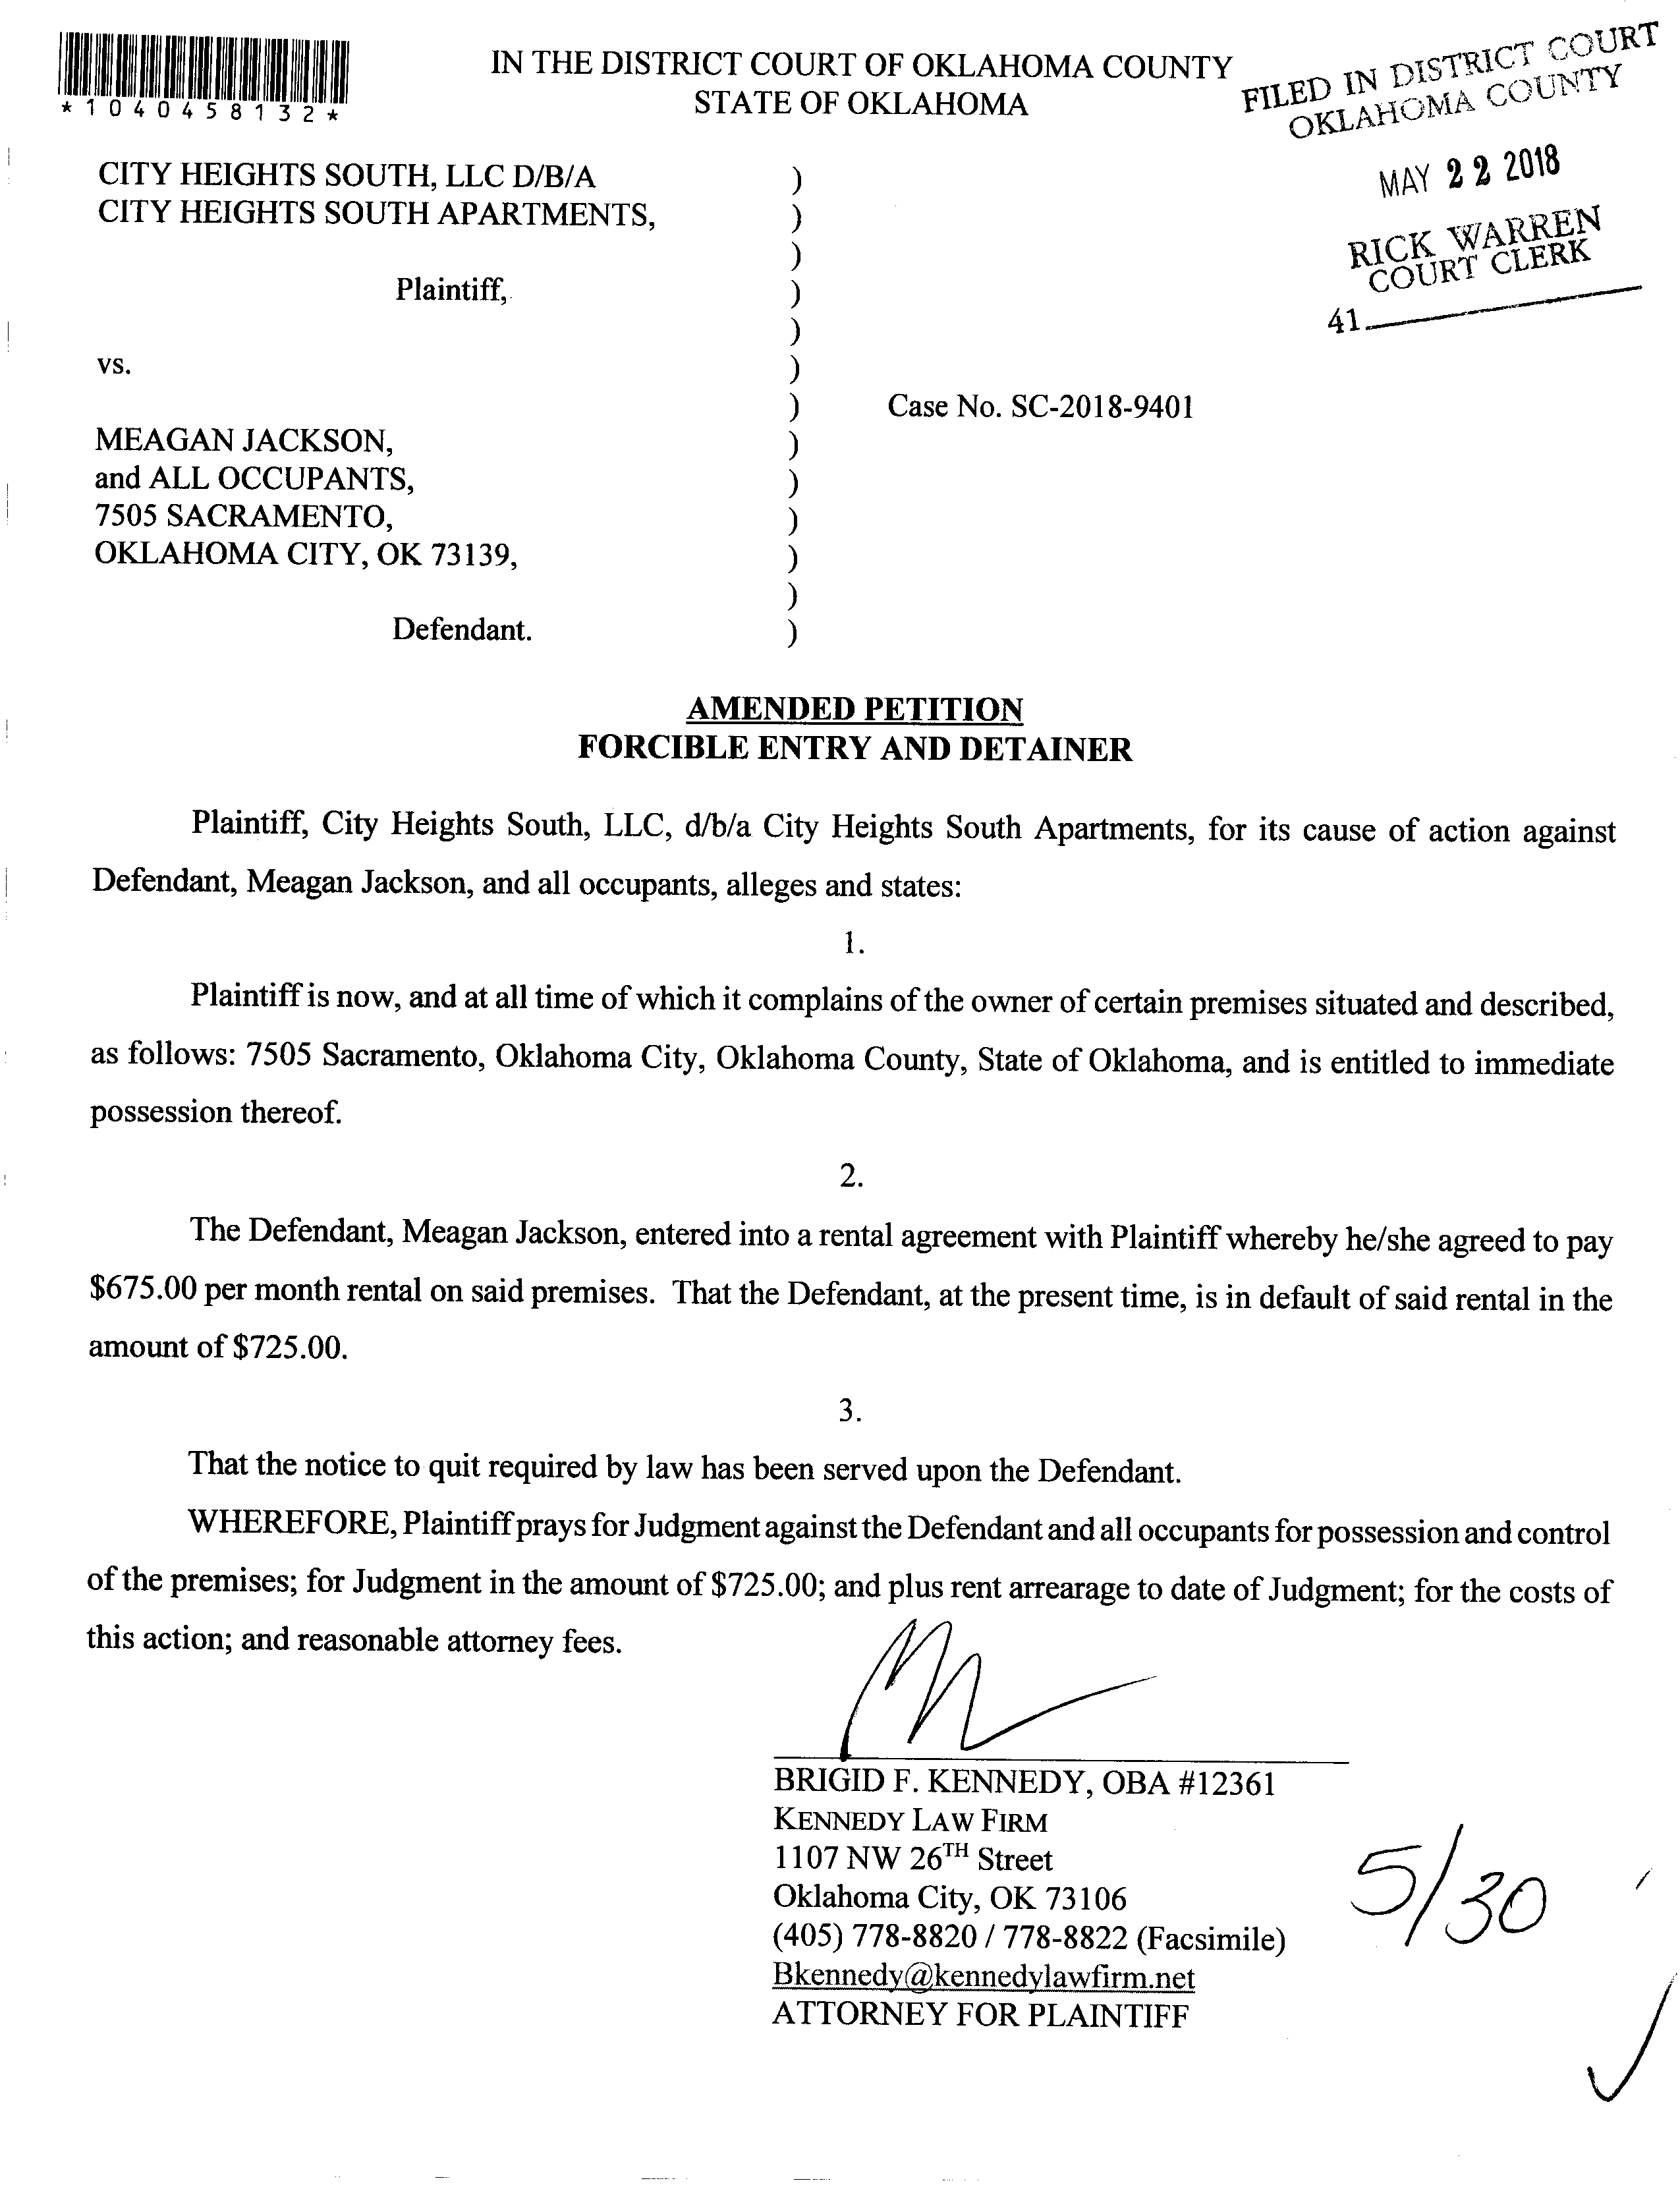 *1040458132*
IN THE DISTRICT COURT OF OKLAHOMA COUNTY
STATE OF OKLAHOMA
FILED IN DISTRICT COURT
OKLAHOMA COUNTY
MAY 22 2018
RICK WARREN
COURT CLERK
41
CITY HEIGHTS SOUTH, LLC D/B/A )
CITY HEIGHTS SOUTH APARTMENTS, )
)
Plaintiff, )
)
vs. )
) Case No. SC-2018-9401
MEAGAN JACKSON, )
and ALL OCCUPANTS, )
7505 SACRAMENTO, )
OKLAHOMA CITY, OK 73139, )
)
Defendant. )
AMENDED PETITION
FORCIBLE ENTRY AND DETAINER
Plaintiff, City Heights South, LLC, d/b/a City Heights South Apartments, for its cause of action against
Defendant, Meagan Jackson, and all occupants, alleges and states:
1.
Plaintiff is now, and at all time of which it complains of the owner of certain premises situated and described,
as follows: 7505 Sacramento, Oklahoma City, Oklahoma County, State of Oklahoma, and is entitled to immediate
possession thereof.
2.
The Defendant, Meagan Jackson, entered into a rental agreement with Plaintiff whereby he/she agreed to pay
$675.00 per month rental on said premises. That the Defendant, at the present time, is in default of said rental in the
amount of $725.00.
3.
That the notice to quit required by law has been served upon the Defendant.
WHEREFORE, Plaintiff prays for Judgment against the Defendant and all occupants for possession and control
of the premises; for Judgment in the amount of $725.00; and plus rent arrearage to date of Judgment; for the costs of
this action; and reasonable attorney fees.
BRIGID F. KENNEDY, OBA #12361
KENNEDY LAW FIRM
1107 NW 26TH Street
Oklahoma City, OK 73106
(405) 778-8820 / 778-8822 (Facsimile)
Bkennedy@kennedylawfirm.net
ATTORNEY FOR PLAINTIFF
5/30